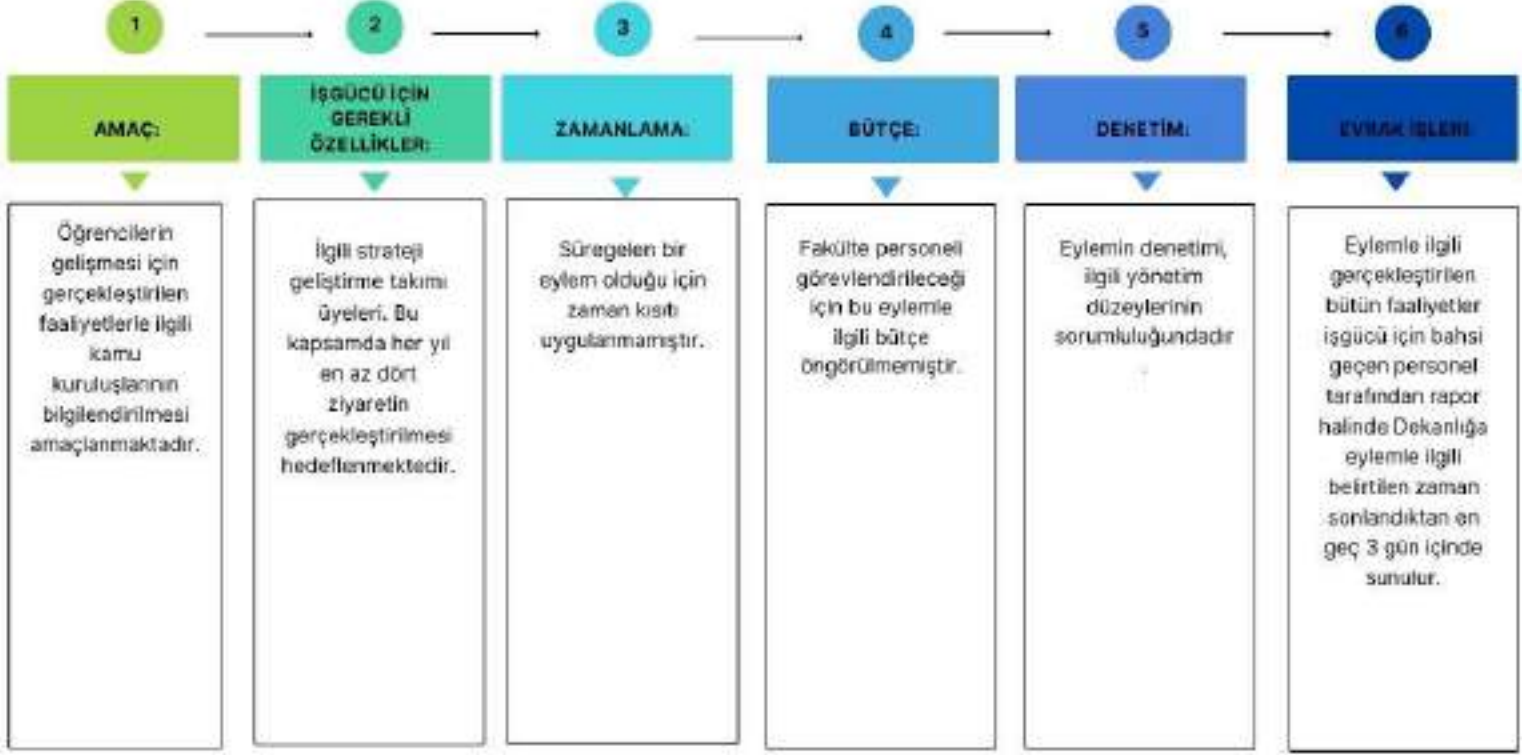 1
2
3
4
5
6
AMAÇ:
İŞGÜCÜ İÇİN
GEREKLİ
ÖZELLİKLER:
ZAMANLAMA:
BÜTÇE:
DENETİM:
EVRAK İŞLERİ:
Öğrencilerin
gelişmesi için
gerçekleştirilen
faaliyetlerle ilgili
kamu
kuruluşlarının
bilgilendirilmesi
amaçlanmaktadır.
İlgili strateji
geliştirme takımı
üyeleri. Bu
kapsamda her yıl
en az dört
ziyaretin
gerçekleştirilmesi
hedeflenmektedir.
Süregelen bir
eylem olduğu için
zaman kısıtı
uygulanmamıştır.
Fakülte personeli
görevlendirileceği
için bu eylemle
ilgili bütçe
öngörülmemiştir.
Eylemin denetimi,
ilgili yönetim
düzeylerinin
sorumluluğundadır
.
Eylemle ilgili
gerçekleştirilen
bütün faaliyetler
işgücü için bahsi
geçen personel
tarafından rapor
halinde Dekanlığa
eylemle ilgili
belirtilen zaman
sonlandıktan en
geç 3 gün içinde
sunulur.